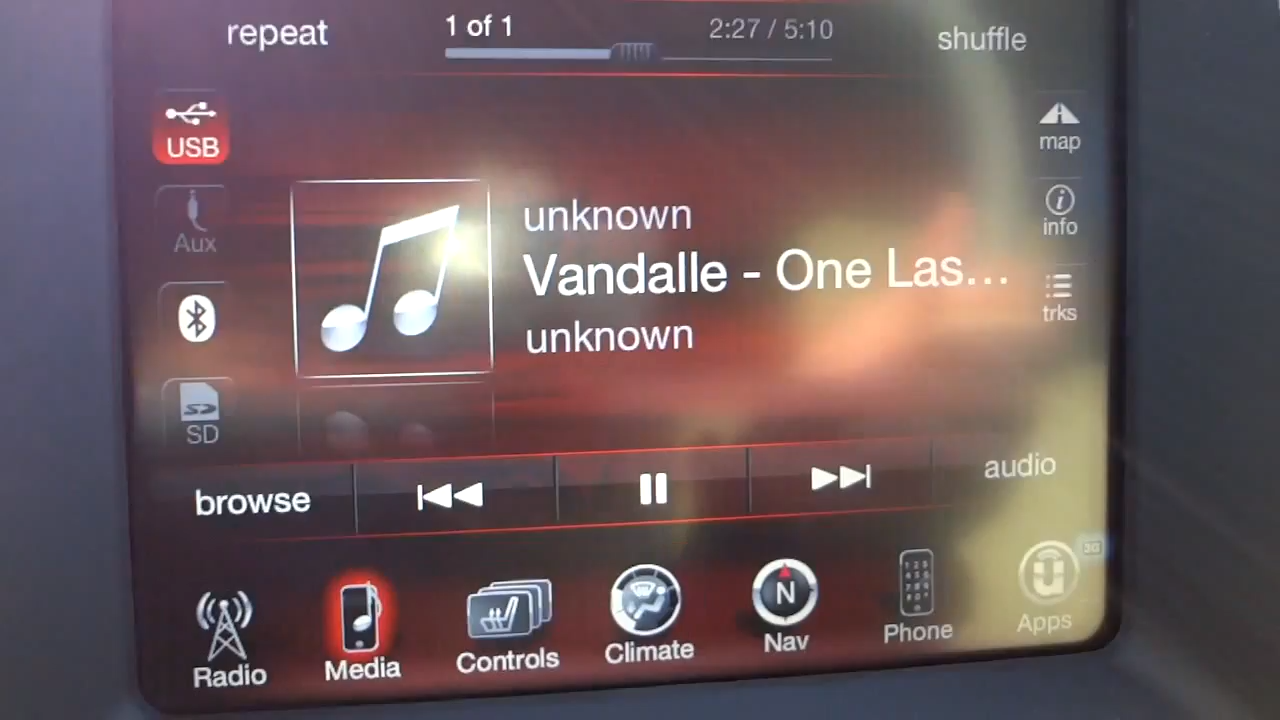 repeat
1 of 1
2:27 / 5:10
shuffle
USB
map
Aux
unknown
info
Vandalle - One Las...
trks
unknown
SD
browse
audio
3G
Radio
Media
Controls
Climate
N
Nav
Phone
Apps